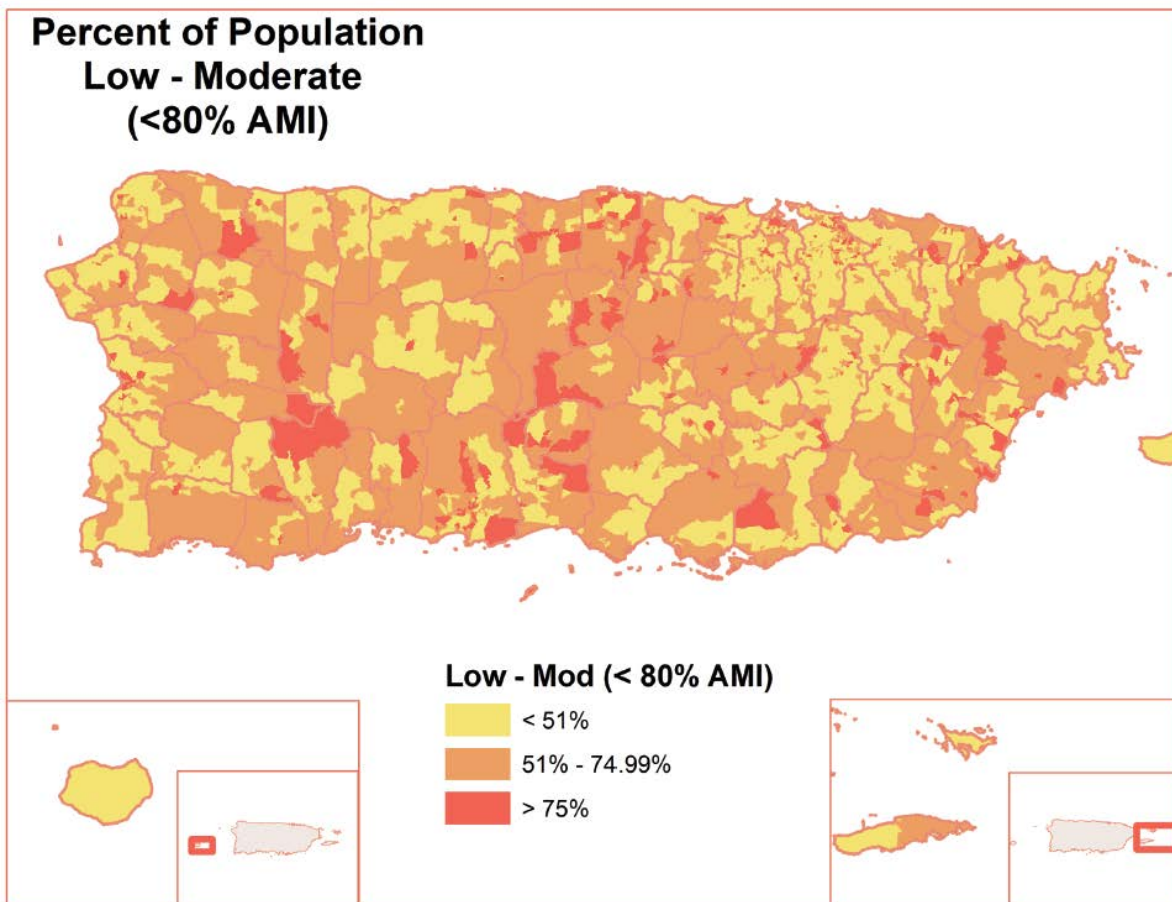 Percent of Population
Low - Moderate
(<80% AMI)
Low - Mod (< 80% AMI)
< 51%
51% - 74.99%
> 75%